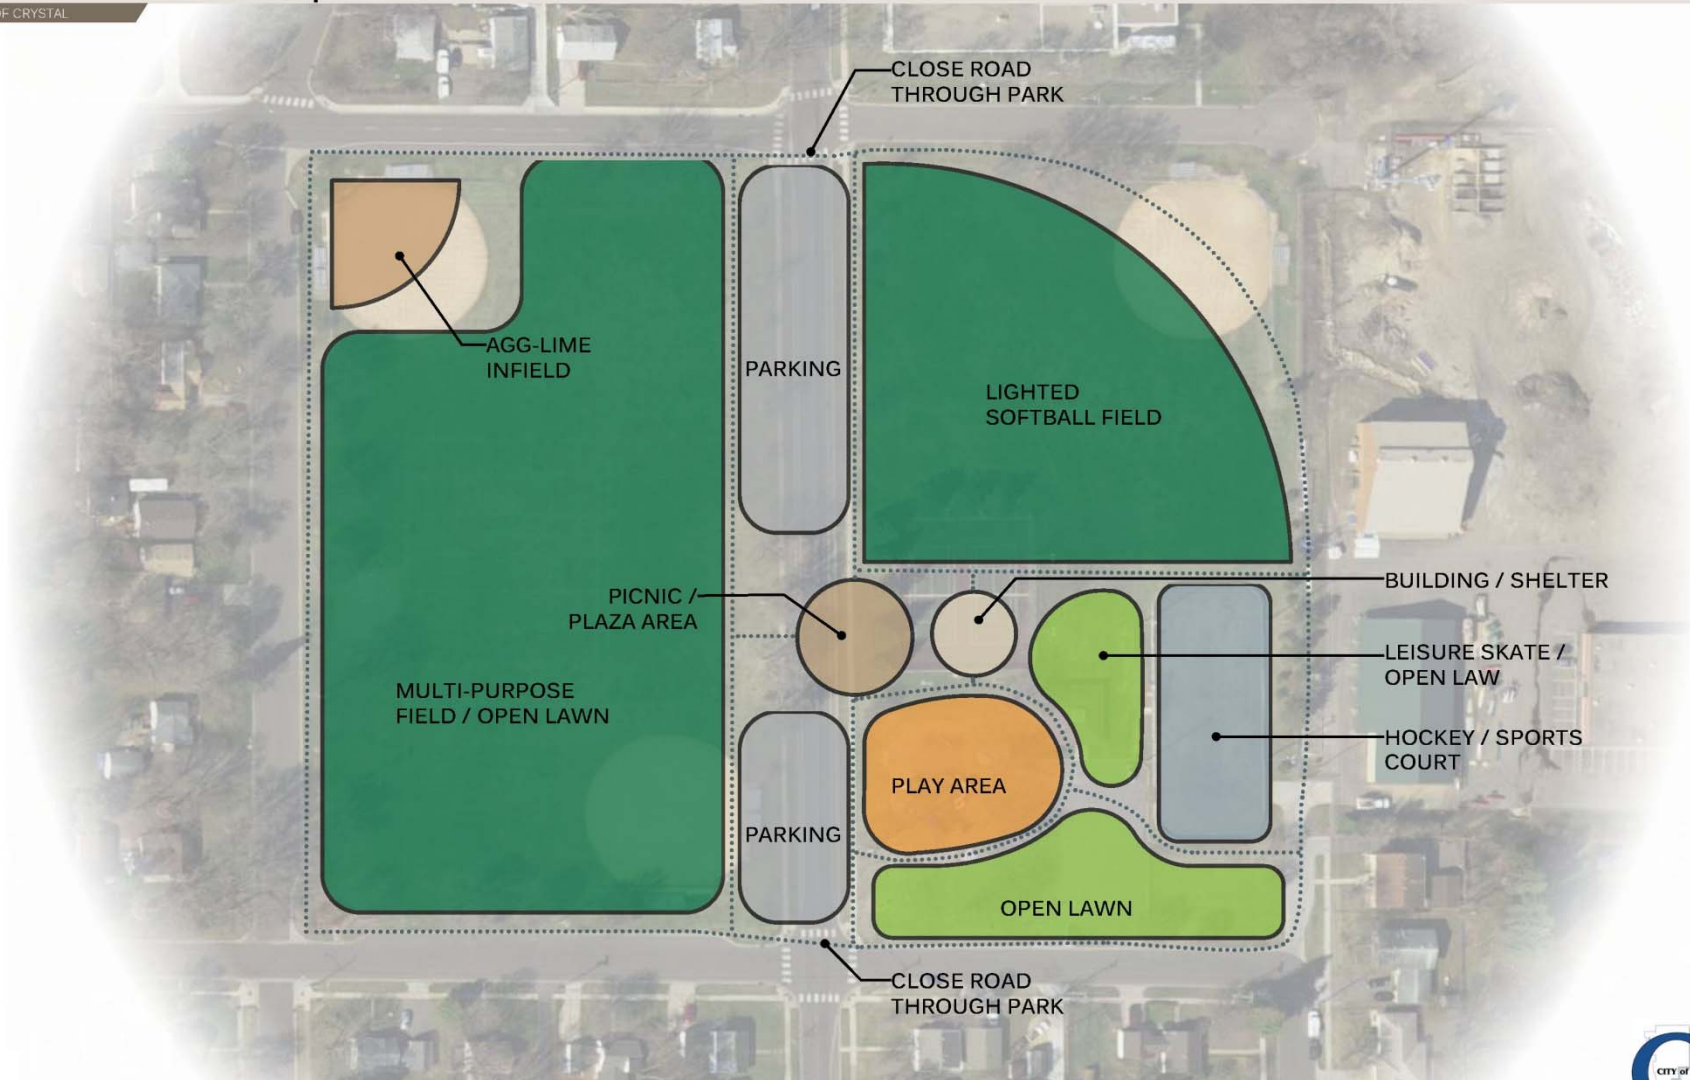 OF CRYSTAL
CLOSE ROAD
THROUGH PARK
AGG-LIME
INFIELD
PARKING
LIGHTED
SOFTBALL FIELD
BUILDING / SHELTER
PICNIC /
PLAZA AREA
LEISURE SKATE /
OPEN LAW
MULTI-PURPOSE
FIELD / OPEN LAWN
HOCKEY / SPORTS
COURT
PLAY AREA
PARKING
OPEN LAWN
CLOSE ROAD
THROUGH PARK
CITY of